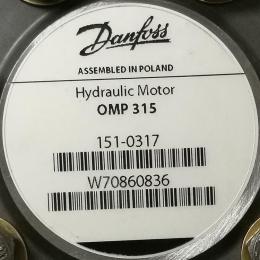 Danfoss
ASSEMBLED IN POLAND
Hydraulic Motor
OMP 315
151-0317
W70860836